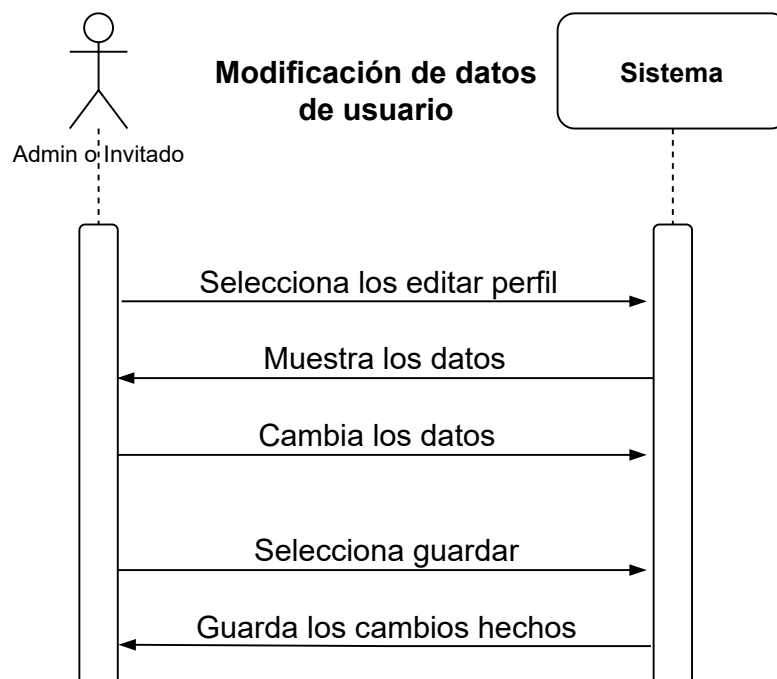 Modificación de datos
de usuario
Sistema
Admin o Invitado
Selecciona los editar perfil
Muestra los datos
Cambia los datos
Selecciona guardar
Guarda los cambios hechos